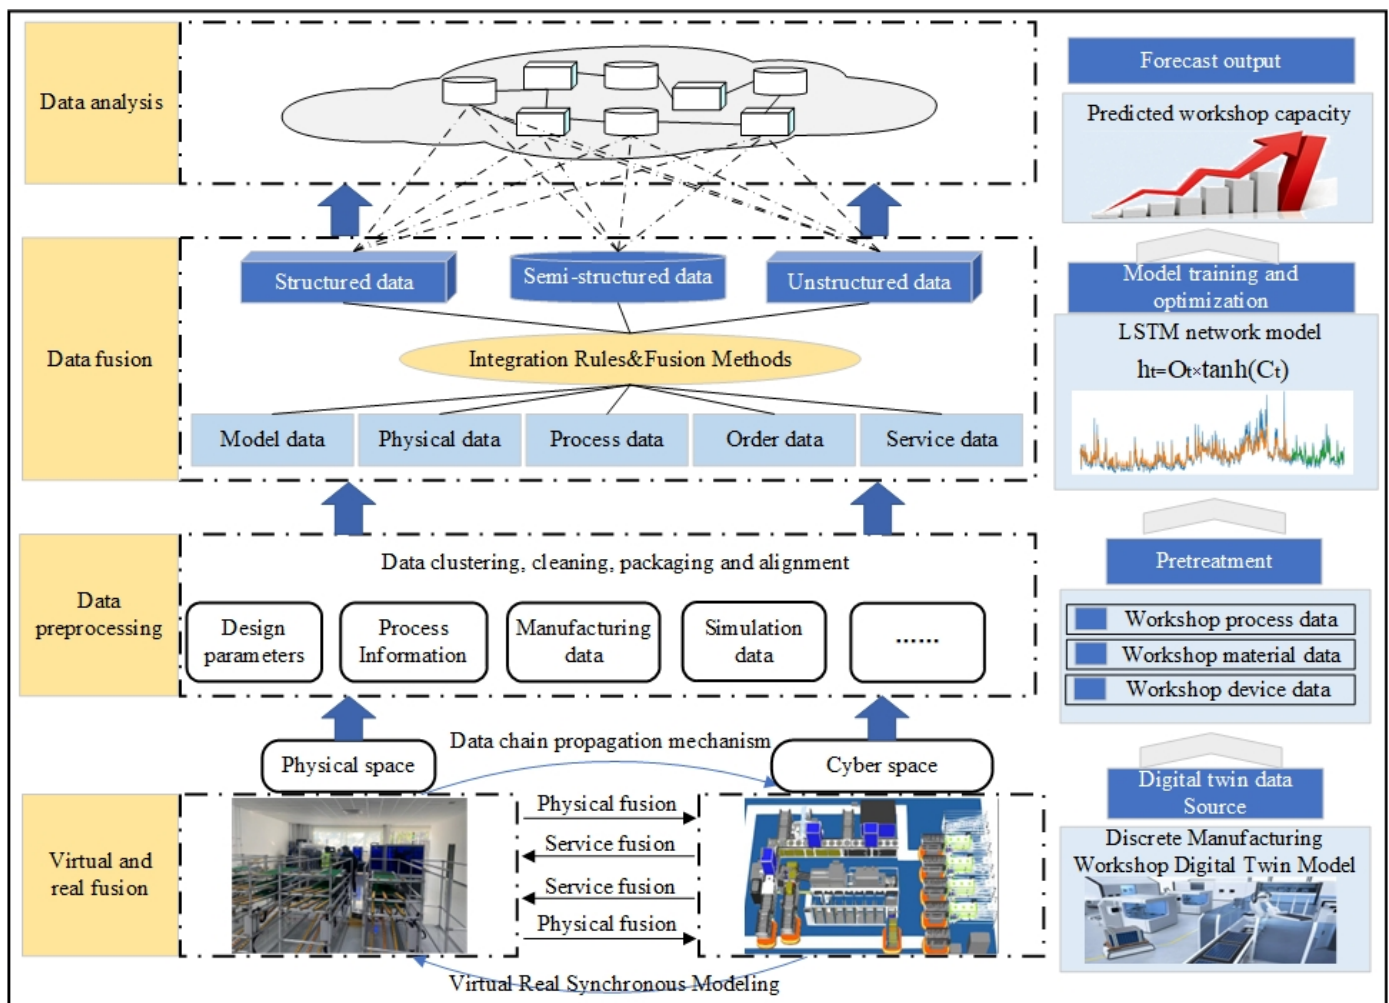 Data analysis
Forecast output
Predicted workshop capacity
Data fusion
Structured data
Semi-structured data
Unstructured data
Integration Rules&Fusion Methods
Model data
Physical data
Process data
Order data
Service data
Model training and
optimization
LSTM network model
ht=Ot×tanh(Ct)
Data
preprocessing
Data clustering, cleaning, packaging and alignment
Design
parameters
Process
Information
Manufacturing
data
Simulation
data
......
Pretreatment
Workshop process data
Workshop material data
Workshop device data
Physical space
Data chain propagation mechanism
Cyber space
Virtual and
real fusion
Physical fusion
Service fusion
Service fusion
Physical fusion
Virtual Real Synchronous Modeling
Digital twin data
Source
Discrete Manufacturing
Workshop Digital Twin Model